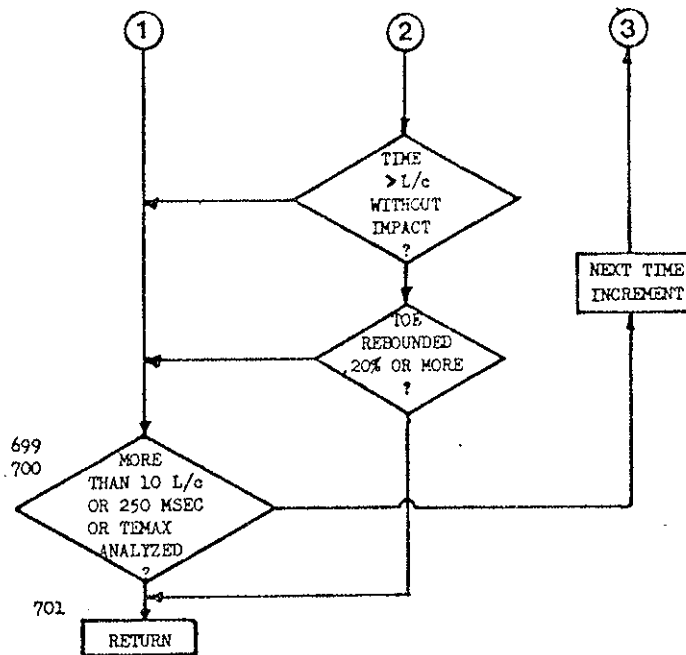 1
2
3
TIME
> L/c
WITHOUT
IMPACT
?
NEXT TIME
INCREMENT
TOE
REBOUNDED
20% OR MORE
?
699
700
MORE
THAN 10 L/c
OR 250 MSEC
OR TEMAX
ANALYZED
?
701
RETURN